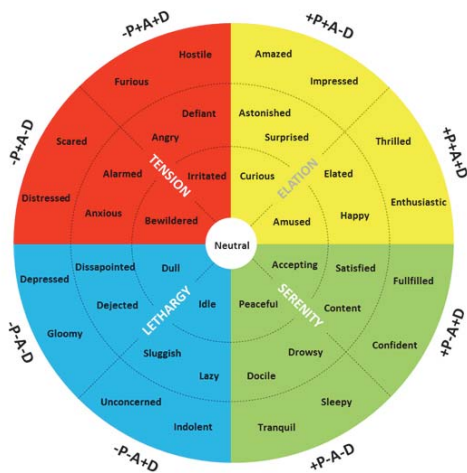 -P+A+D
+P+A-D
Hostile
Amazed
Furious
Impressed
-P+A-D
+P+A+D
Defiant
Astonished
Scared
Angry
Surprised
Thrilled
Alarmed
TENSION
Irritated
Curious
ELATION
Elated
Distressed
Anxious
Bewildered
Amused
Happy
Enthusiastic
Neutral
Depressed
Dissapointed
Dull
Accepting
Satisfied
Fullfilled
Dejected
LETHARGY
Idle
Peaceful
SERENITY
Content
Gloomy
Confident
-P-A-D
+P-A+D
Sluggish
Drowsy
Lazy
Docile
Unconcerned
Sleepy
Indolent
Tranquil
-P-A+D
+P-A-D